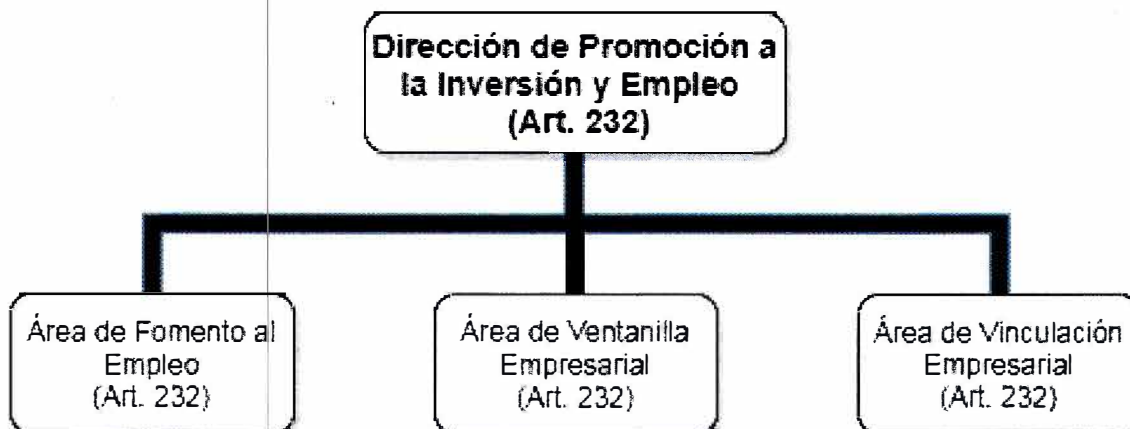 Dirección de Promoción a
la Inversión y Empleo
(Art. 232)
Área de Fomento al
Empleo
(Art. 232)
Área de Ventanilla
Empresarial
(Art. 232)
Área de Vinculación
Empresarial
(Art. 232)